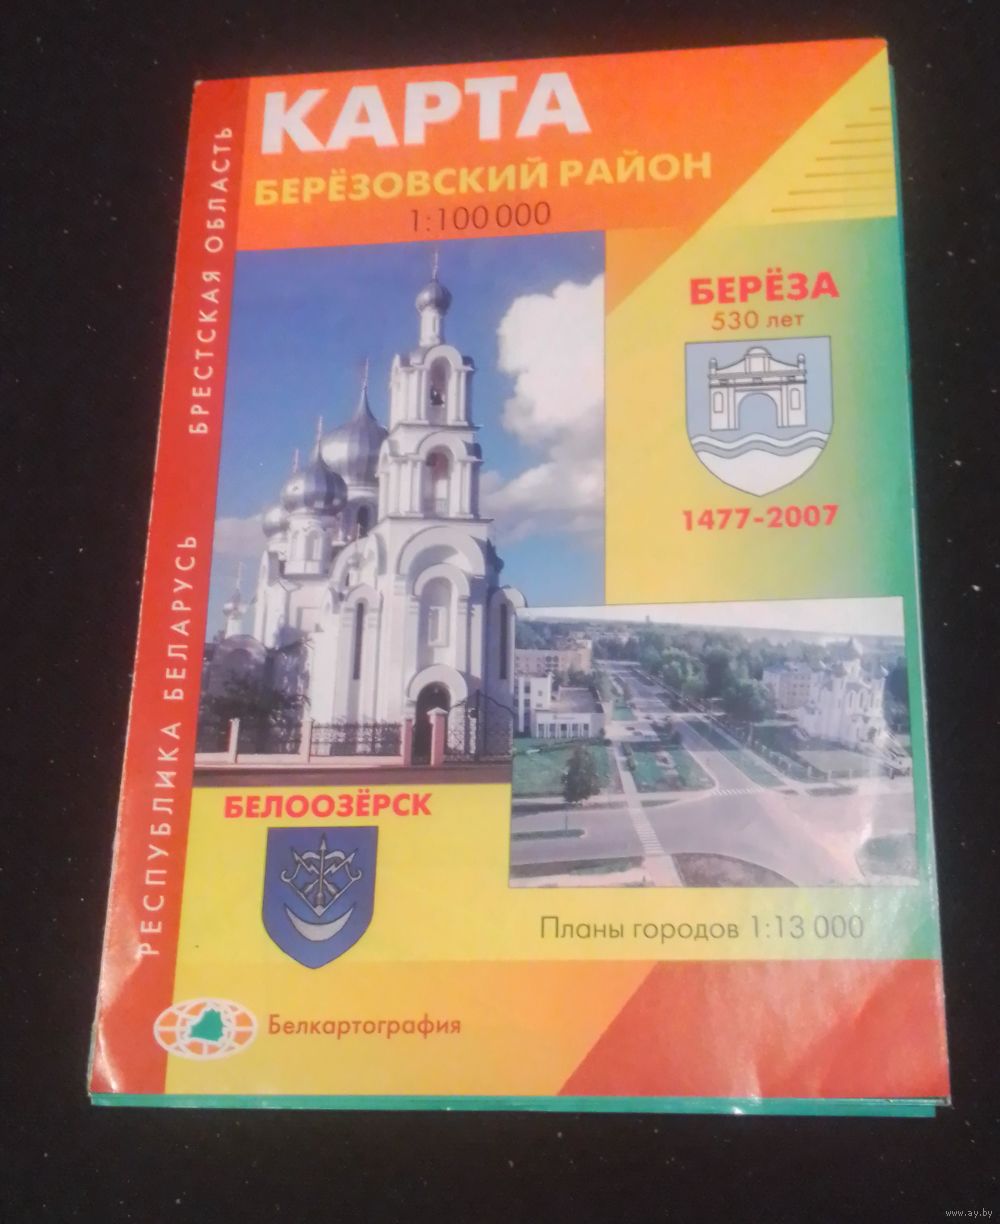 КАРТА
БЕРЁЗОВСКИЙ РАЙОН
1:100 000
РЕСПУБЛИКА БЕЛАРУСЬ БРЕСТСКАЯ ОБЛАСТЬ
БЕРЁЗА
530 лет
1477-2007
БЕЛООЗЁРСК
Планы городов 1:13 000
Белкартография
www.ay.by